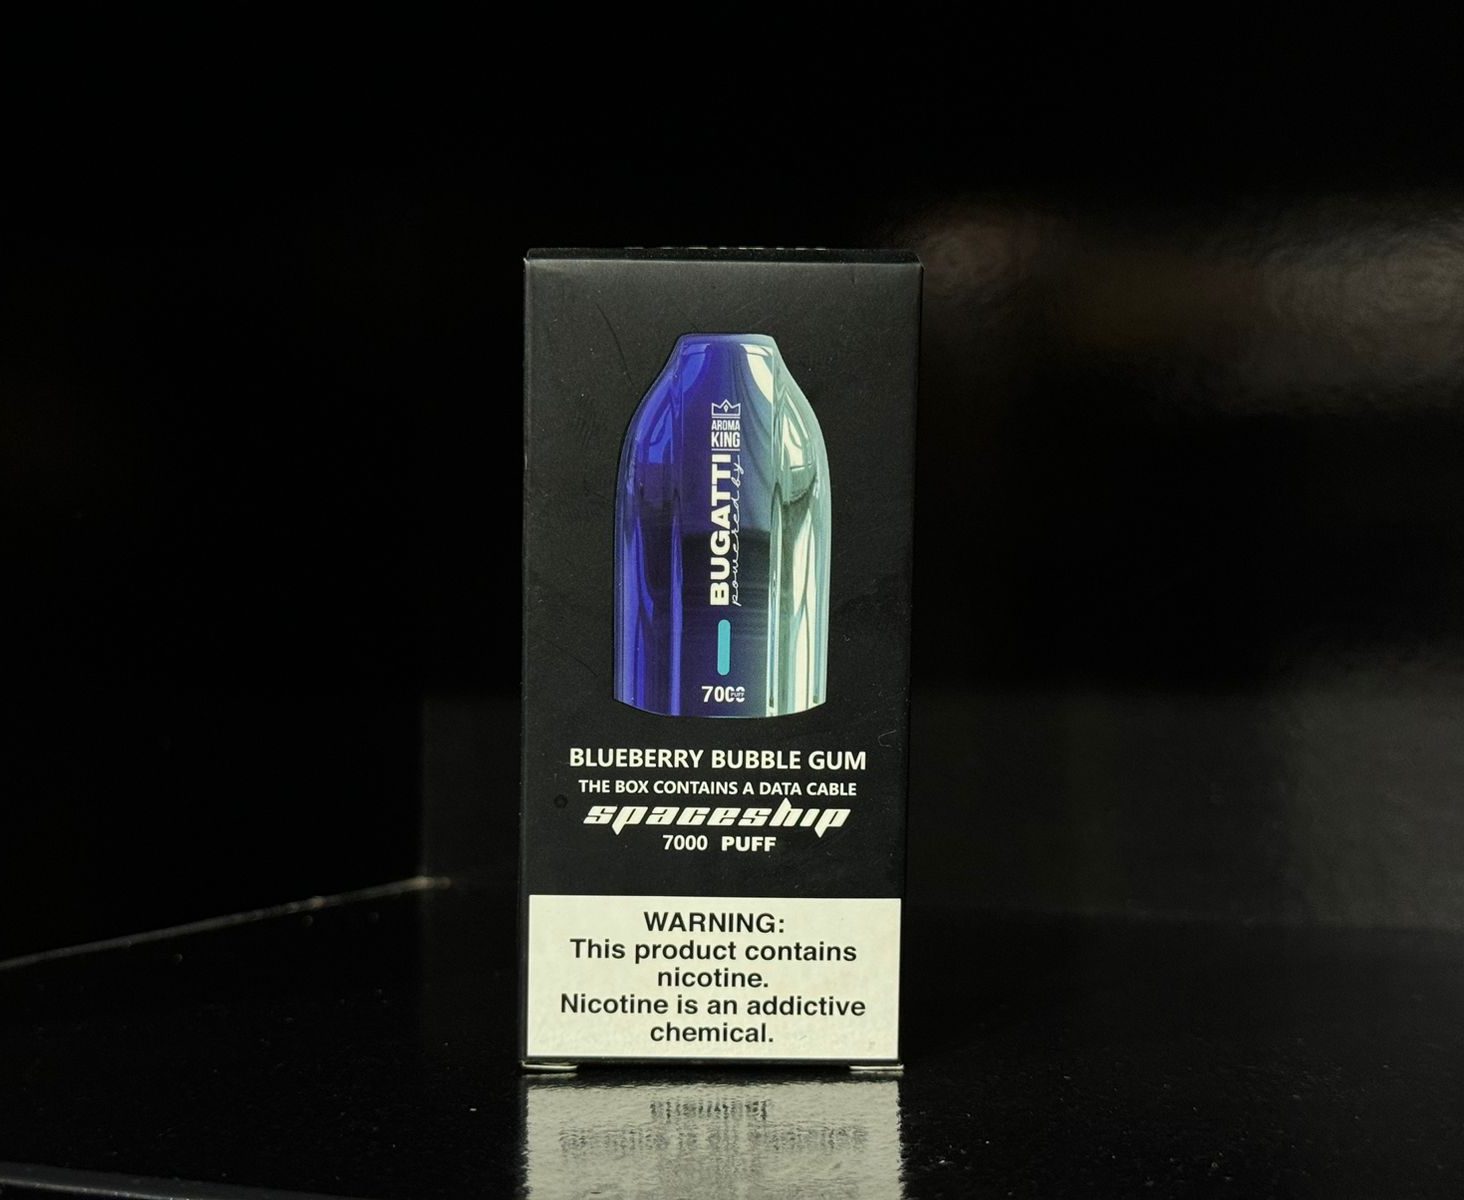 AROMA
KING
BUGATTI
powered by
7000
PUFF
BLUEBERRY BUBBLE GUM
THE BOX CONTAINS A DATA CABLE
spaceship
7000 PUFF
WARNING:
This product contains
nicotine.
Nicotine is an addictive
chemical.